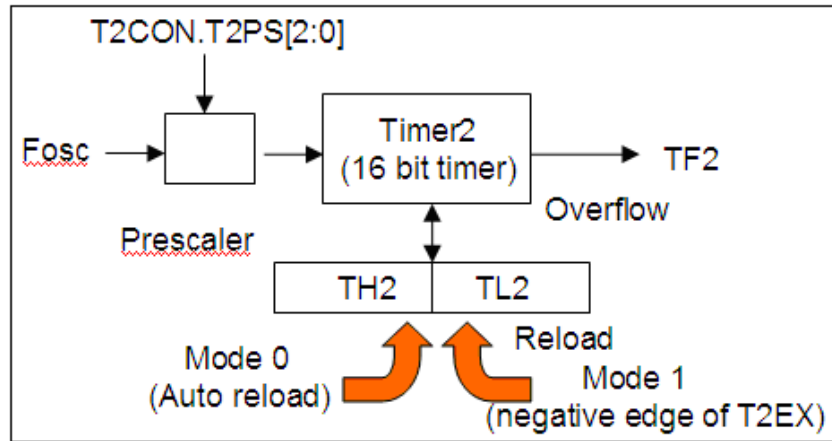 T2CON.T2PS[2:0]
Fosc
Timer2
(16 bit timer)
TF2
Prescaler
Overflow
TH2
TL2
Mode 0
(Auto reload)
Reload
Mode 1
(negative edge of T2EX)